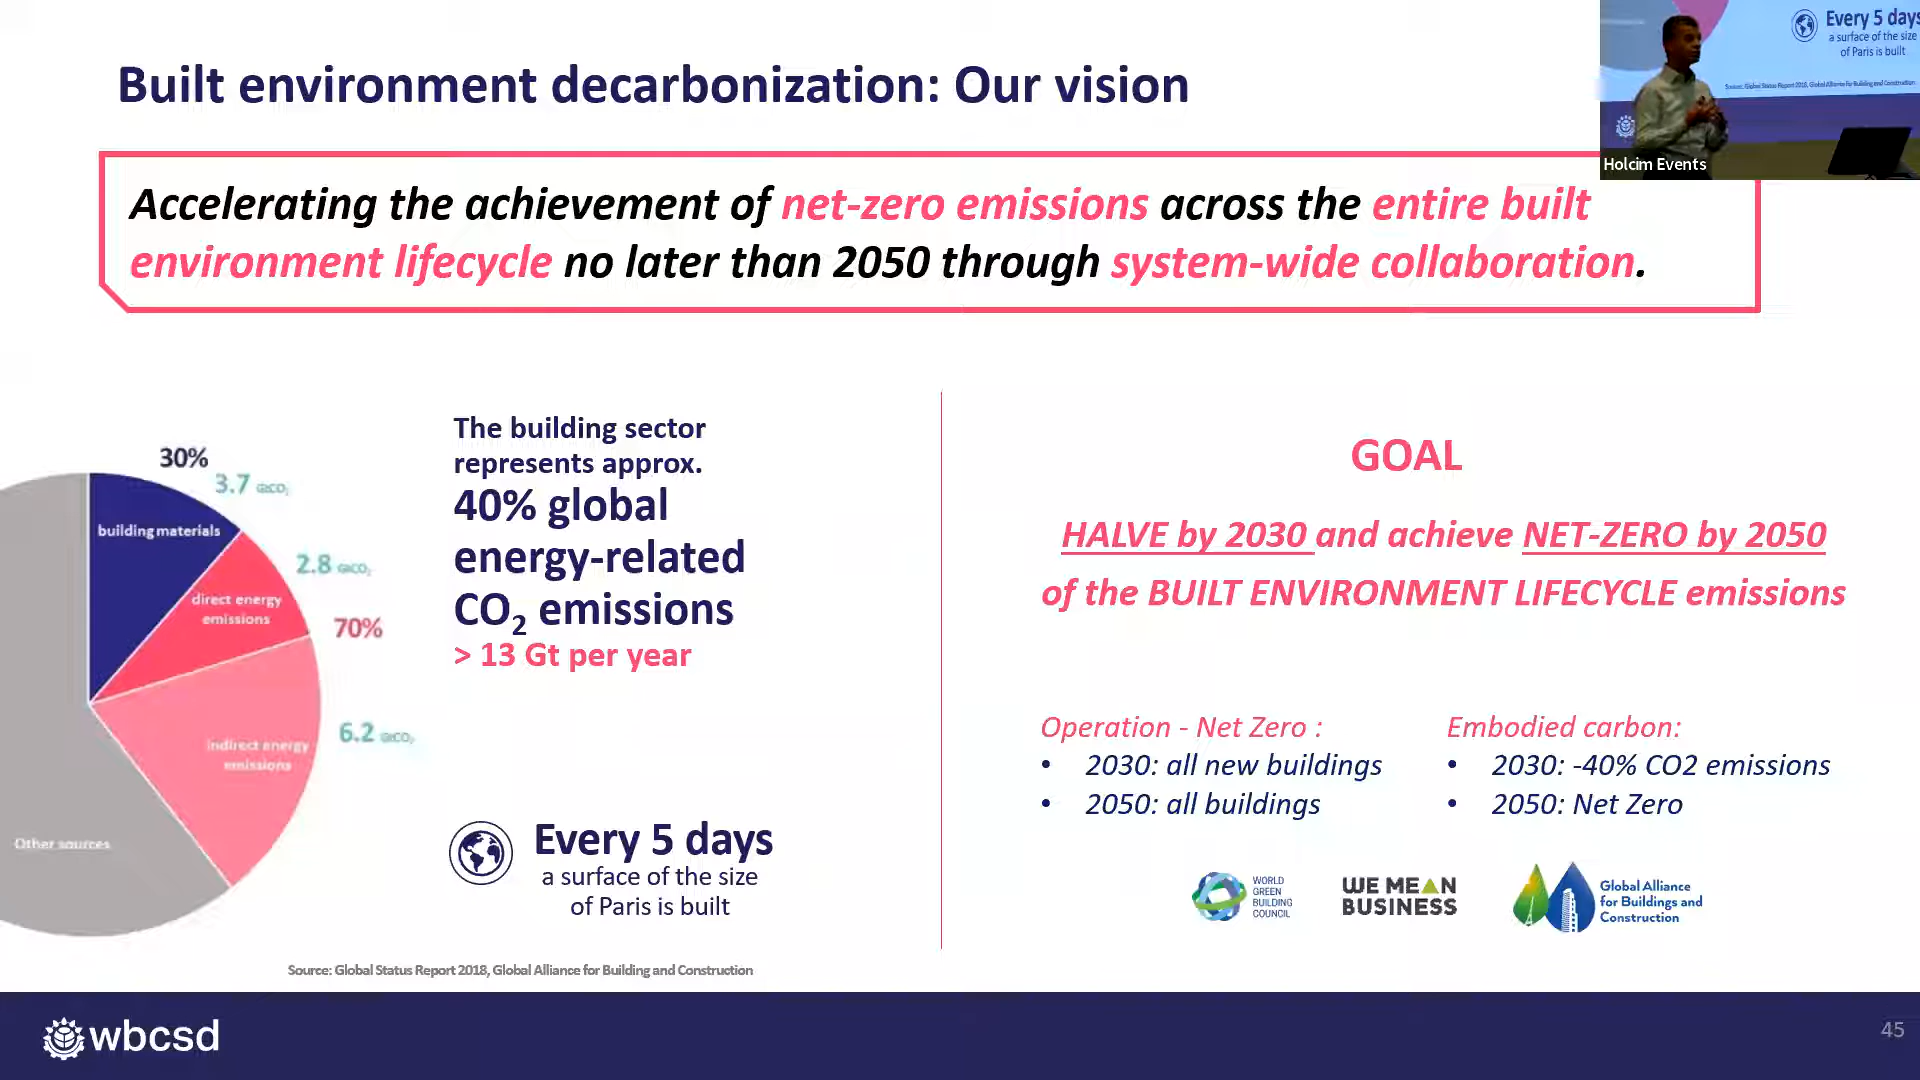 Built environment decarbonization: Our vision
Every 5 days
a surface of the size
of Paris is built
Source: Global Status Report 2018, Global Alliance for Building and Construction
Holcim Events
Accelerating the achievement of net-zero emissions across the entire built
environment lifecycle no later than 2050 through system-wide collaboration.
30%
3.7 GtCO2
building materials
2.8 GtCO2
direct energy
emissions
70%
6.2 GtCO2
indirect energy
emissions
Other sources
The building sector
represents approx.
40% global
energy-related
CO2 emissions
> 13 Gt per year
Every 5 days
a surface of the size
of Paris is built
Source: Global Status Report 2018, Global Alliance for Building and Construction
GOAL
HALVE by 2030 and achieve NET-ZERO by 2050
of the BUILT ENVIRONMENT LIFECYCLE emissions
Operation - Net Zero :
• 2030: all new buildings
• 2050: all buildings
Embodied carbon:
• 2030: -40% CO2 emissions
• 2050: Net Zero
WORLD
GREEN
BUILDING
COUNCIL
WE MEAN
BUSINESS
Global Alliance
for Buildings and
Construction
wbcsd
45